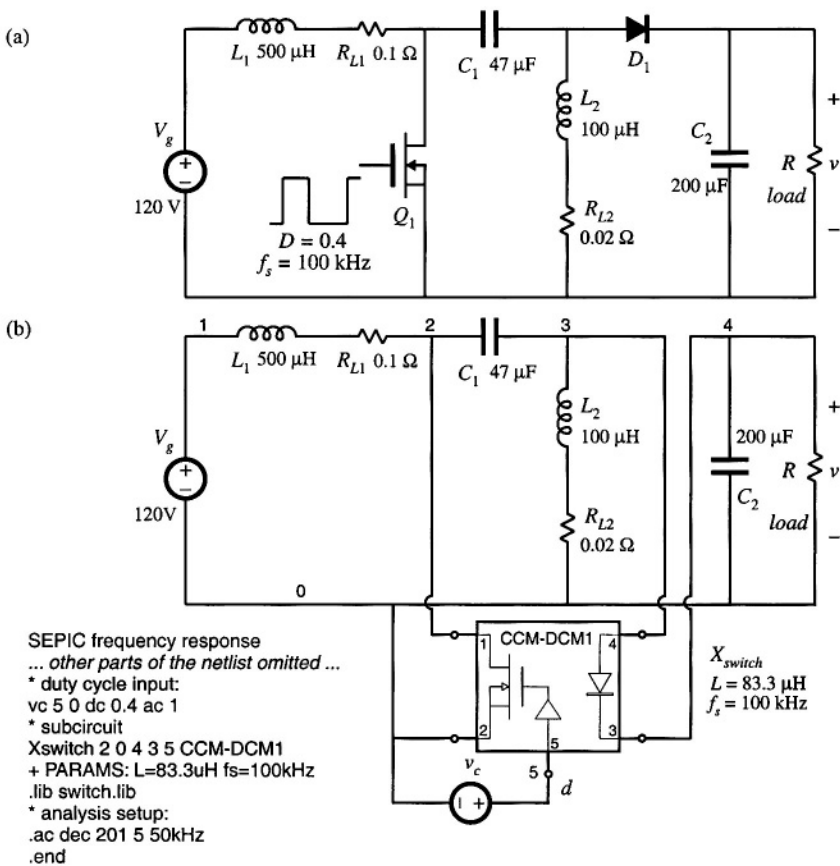 (a)
L1 500 μH
RL1 0.1 Ω
C1 47 μF
D1
Vg
+
−
120 V
D = 0.4
fs = 100 kHz
Q1
L2
100 μH
RL2
0.02 Ω
C2
200 μF
R
load
+
v
−
(b)
1
2
3
4
L1 500 μH
RL1 0.1 Ω
C1 47 μF
Vg
+
−
120V
L2
100 μH
RL2
0.02 Ω
200 μF
C2
R
load
+
v
−
0
CCM-DCM1
1
2
4
3
5
Xswitch
L = 83.3 μH
fs = 100 kHz
vc
− +
5
d
SEPIC frequency response
... other parts of the netlist omitted ...
* duty cycle input:
vc 5 0 dc 0.4 ac 1
* subcircuit
Xswitch 2 0 4 3 5 CCM-DCM1
+ PARAMS: L=83.3uH fs=100kHz
.lib switch.lib
* analysis setup:
.ac dec 201 5 50kHz
.end